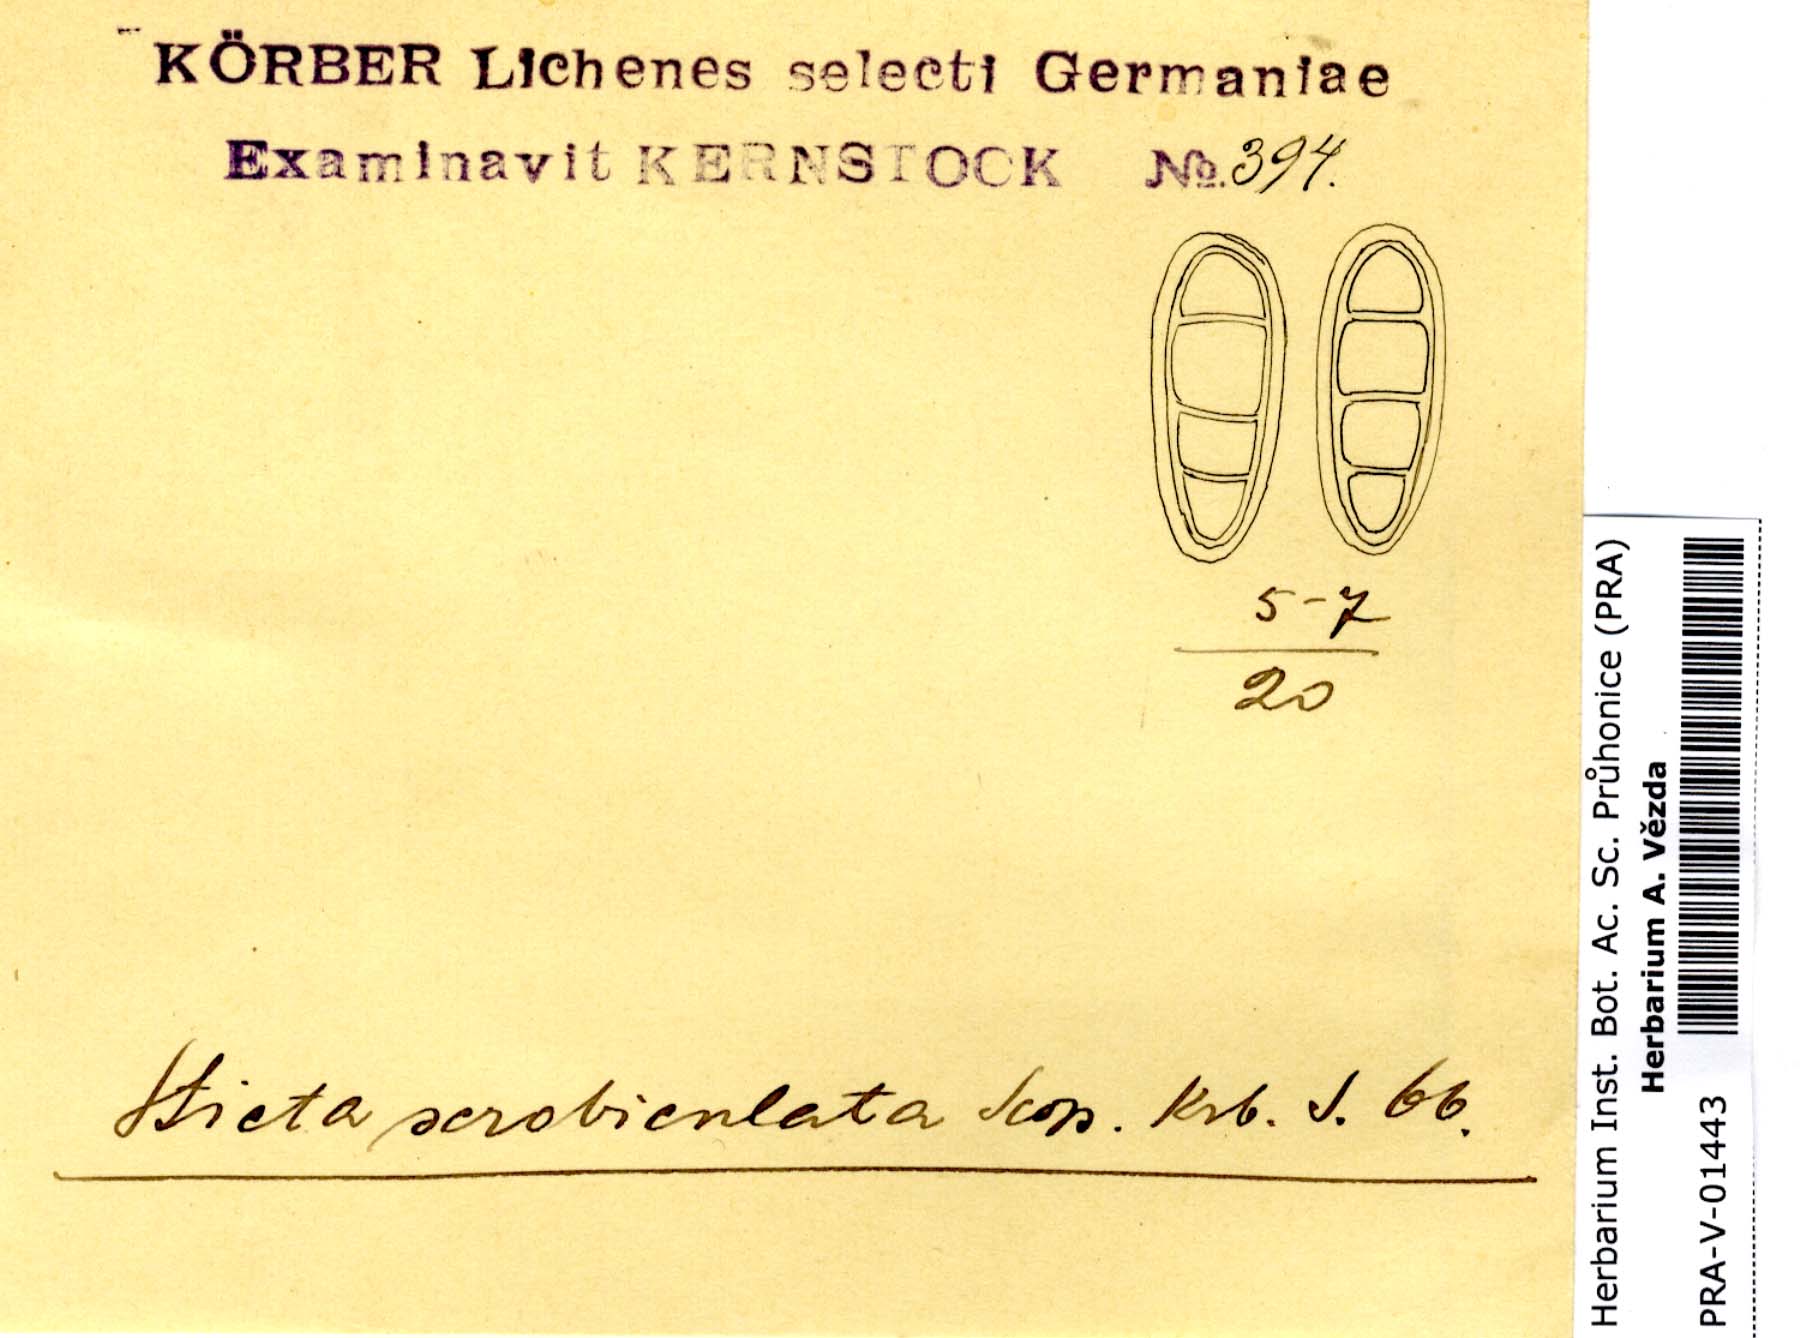 KÖRBER Lichenes selecti Germaniae
Examinavit KERNSTOCK No. 394.
5-7
20
Sticta scrobiculata Scop. Krb. S. 66.
Herbarium Inst. Bot. Ac. Sc. Průhonice (PRA)
Herbarium A. Vězda
PRA-V-01443